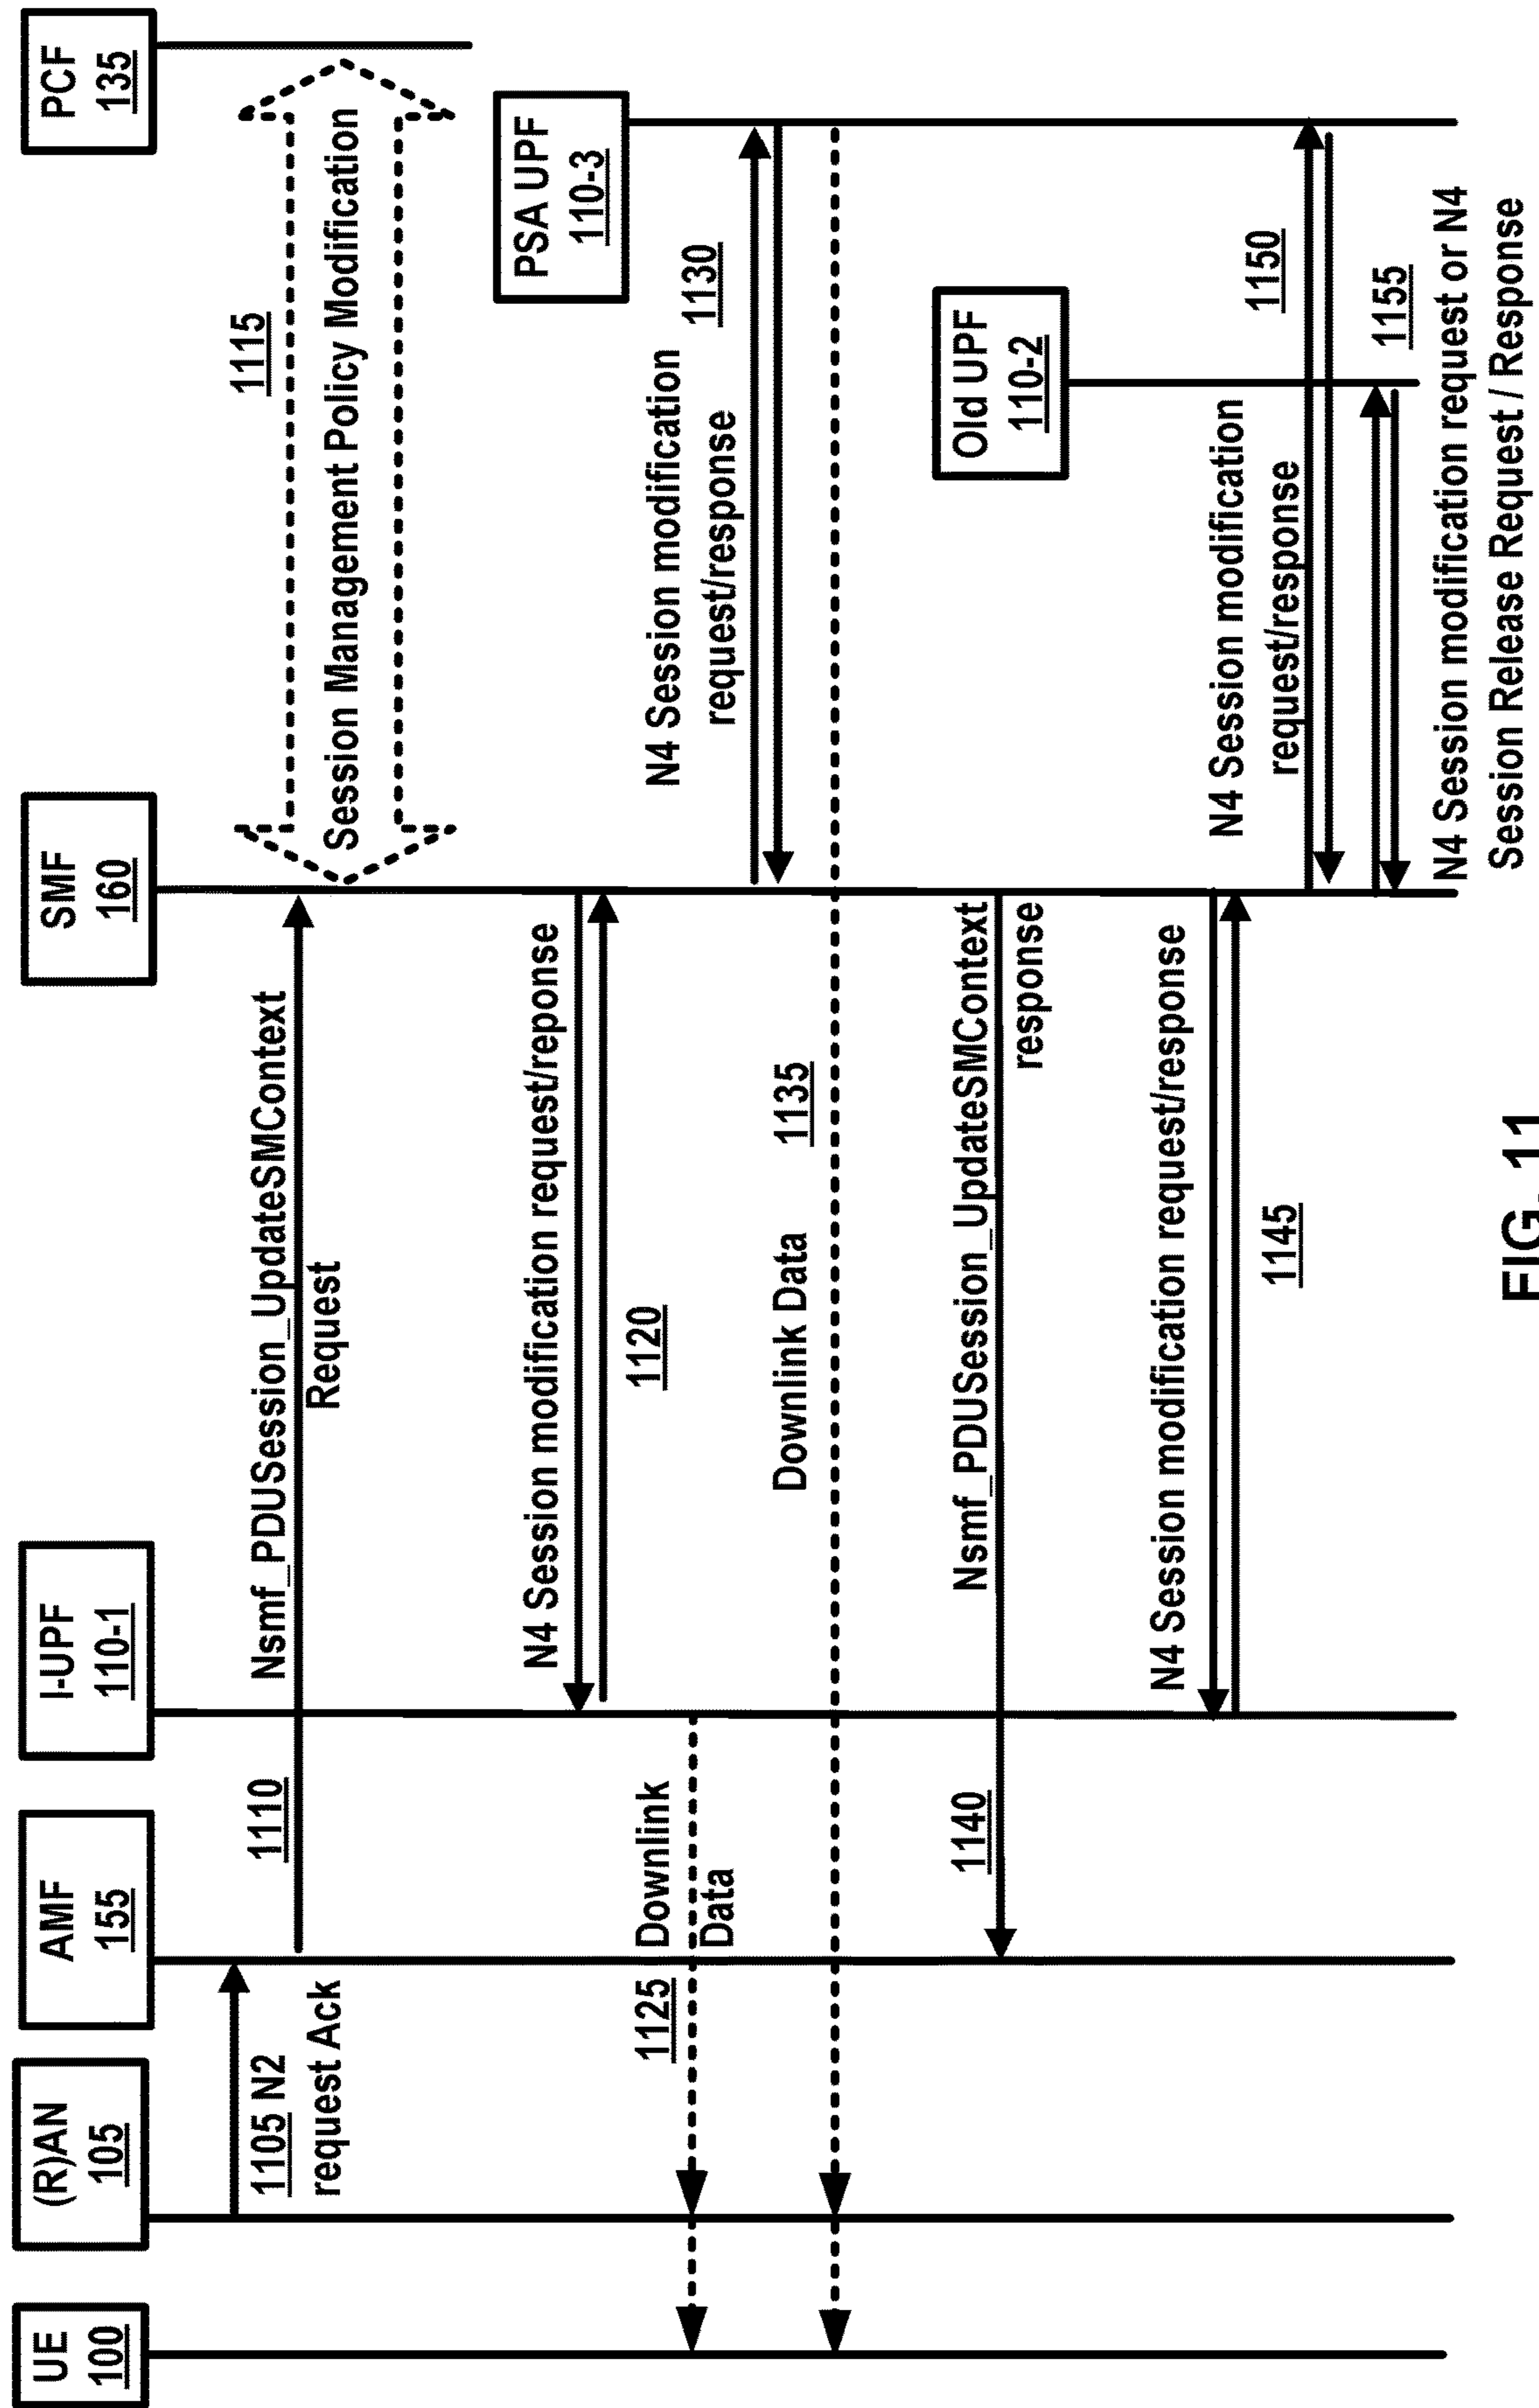 UE
100
(R)AN
105
AMF
155
I-UPF
110-1
SMF
160
PCF
135
1105 N2
request Ack
1110
Nsmf_PDUSession_UpdateSMContext
Request
1115
Session Management Policy Modification
N4 Session modification request/reponse
1120
PSA UPF
110-3
1125
Downlink
Data
N4 Session modification
request/response
1130
Downlink Data
1135
1140
Nsmf_PDUSession_UpdateSMContext
response
Old UPF
110-2
N4 Session modification request/response
1145
N4 Session modification
request/response
1150
1155
N4 Session modification request or N4
Session Release Request / Response
FIG. 11